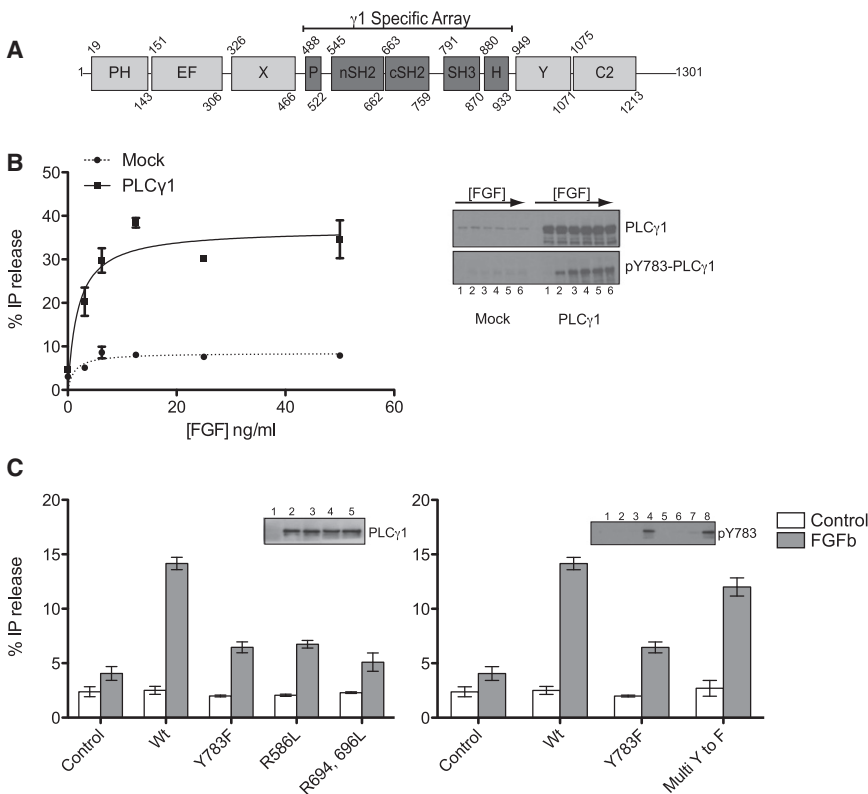 γ1 Specific Array
A
19 151 326 488 545 663 791 880 949 1075
1 PH EF X P nSH2 cSH2 SH3 H Y C2 1301
143 306 466 522 662 759 870 933 1071 1213
B
Mock
PLCγ1
50
40
30
20
10
0
% IP release
0 20 40 60
[FGF] ng/ml
[FGF] [FGF]
PLCγ1
pY783-PLCγ1
1 2 3 4 5 6 1 2 3 4 5 6
Mock PLCγ1
C
20
15
10
5
0
% IP release
1 2 3 4 5
PLCγ1
Control Wt Y783F R586L R694, 696L
20
15
10
5
0
1 2 3 4 5 6 7 8
pY783
Control Wt Y783F Multi Y to F
Control
FGFb